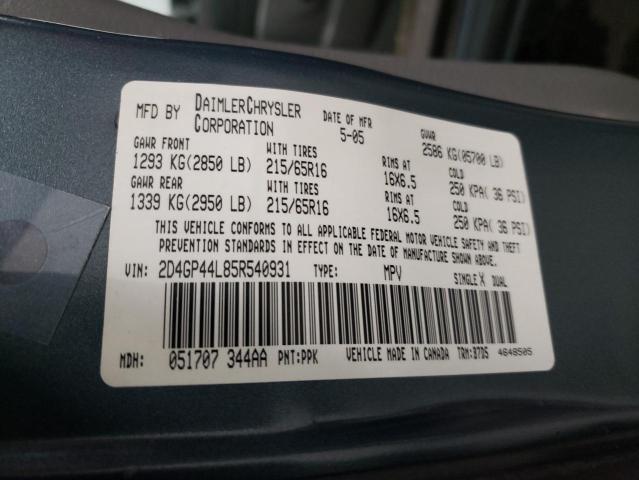 MFD BY DAIMLERCHRYSLER CORPORATION DATE OF MFR 5-05 GVWR 2586 KG(05700 LB)
GAWR FRONT WITH TIRES RIMS AT COLD
1293 KG(2850 LB) 215/65R16 16X6.5 250 KPA( 36 PSI)
GAWR REAR WITH TIRES RIMS AT COLD
1339 KG(2950 LB) 215/65R16 16X6.5 250 KPA( 36 PSI)
THIS VEHICLE CONFORMS TO ALL APPLICABLE FEDERAL MOTOR VEHICLE SAFETY AND THEFT
PREVENTION STANDARDS IN EFFECT ON THE DATE OF MANUFACTURE SHOWN ABOVE.
VIN: 2D4GP44L85R540931 TYPE: MPV SINGLE X DUAL
MDH: 051707 344AA PNT:PPK VEHICLE MADE IN CANADA TRM:37D5 4648505